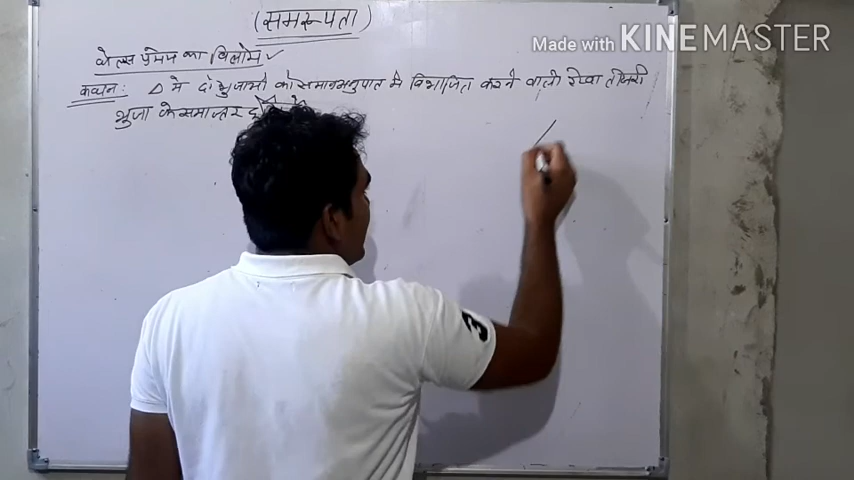 Made with KINEMASTER
(समरूपता)
थेल्स प्रमेय का विलोम ✓
कथन: △ मे दो भुजाओ को समान अनुपात मे विभाजित करने वाली रेखा तीसरी
भुजा के समान्तर